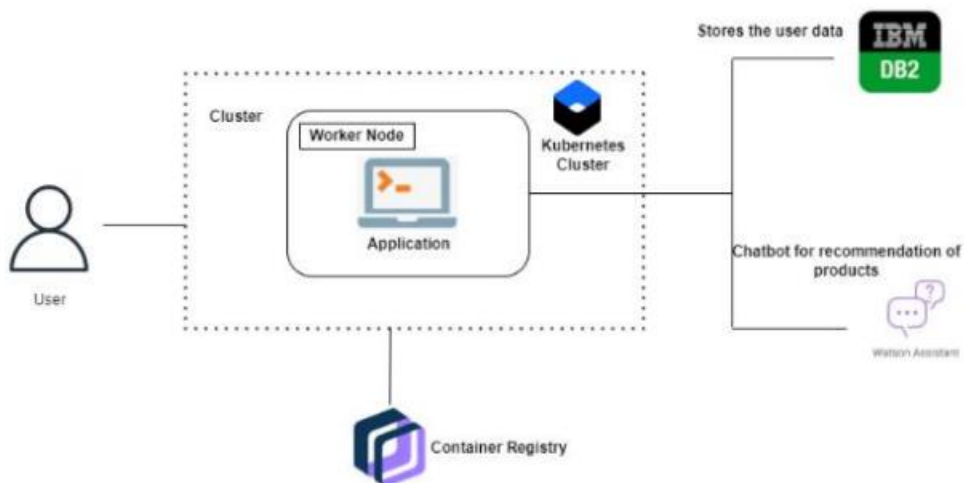 Stores the user data
IBM
DB2
Cluster
Worker Node
Kubernetes
Cluster
Application
User
Chatbot for recommendation of
products
?
Watson Assistant
Container Registry